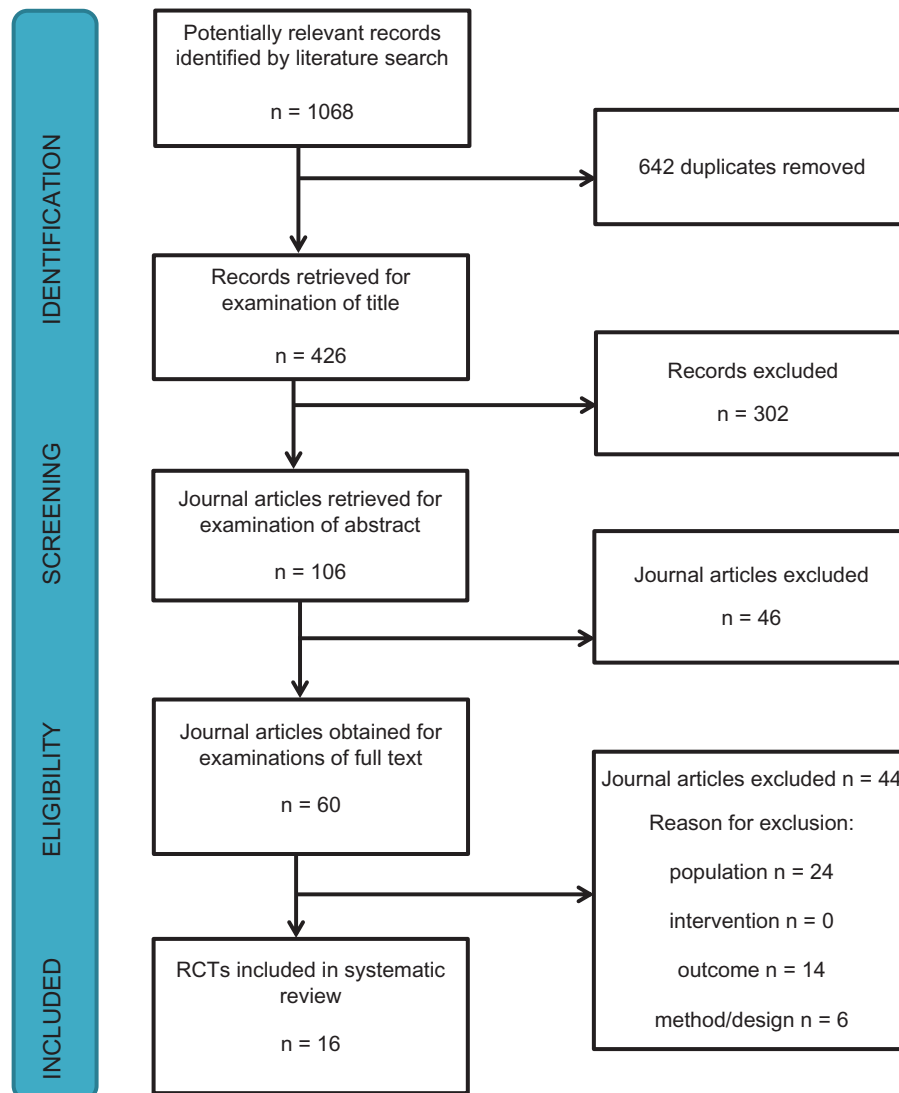 IDENTIFICATION
Potentially relevant records
identified by literature search
n = 1068
642 duplicates removed
Records retrieved for
examination of title
n = 426
Records excluded
n = 302
SCREENING
Journal articles retrieved for
examination of abstract
n = 106
Journal articles excluded
n = 46
ELIGIBILITY
Journal articles obtained for
examinations of full text
n = 60
Journal articles excluded n = 44
Reason for exclusion:
population n = 24
intervention n = 0
outcome n = 14
method/design n = 6
INCLUDED
RCTs included in systematic
review
n = 16